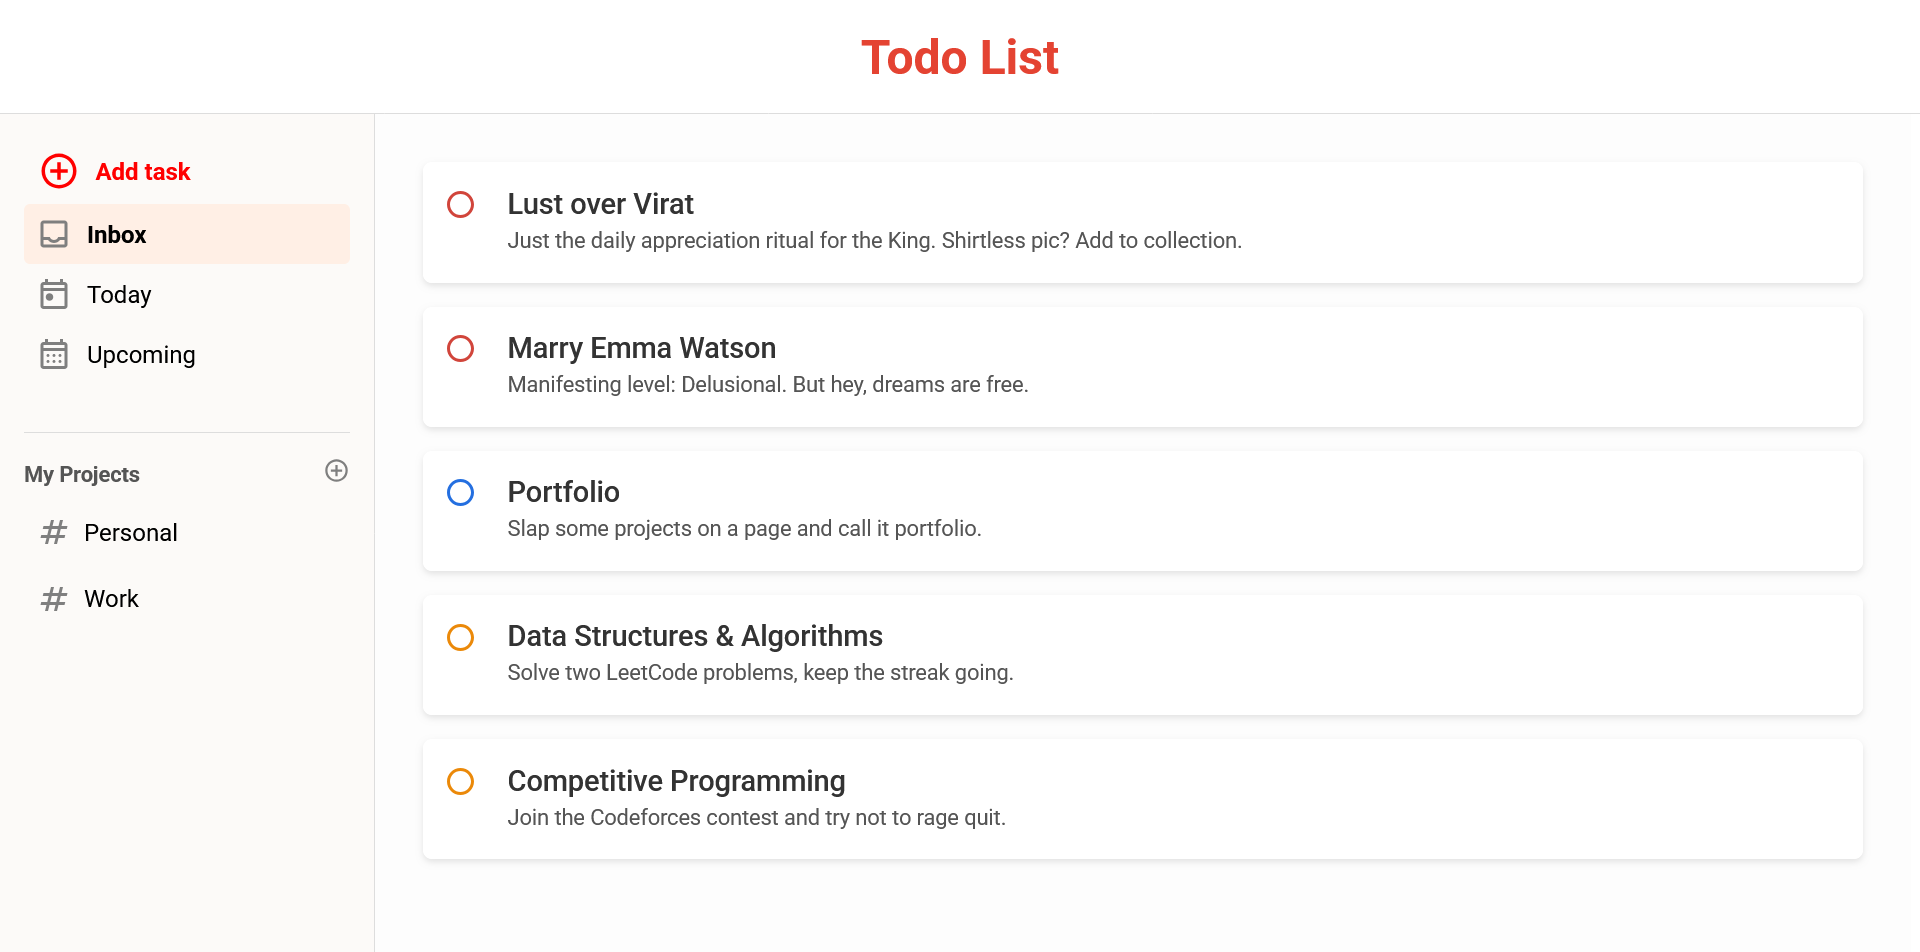 Todo List
Add task
Inbox
Today
Upcoming
My Projects
# Personal
# Work
Lust over Virat
Just the daily appreciation ritual for the King. Shirtless pic? Add to collection.
Marry Emma Watson
Manifesting level: Delusional. But hey, dreams are free.
Portfolio
Slap some projects on a page and call it portfolio.
Data Structures & Algorithms
Solve two LeetCode problems, keep the streak going.
Competitive Programming
Join the Codeforces contest and try not to rage quit.